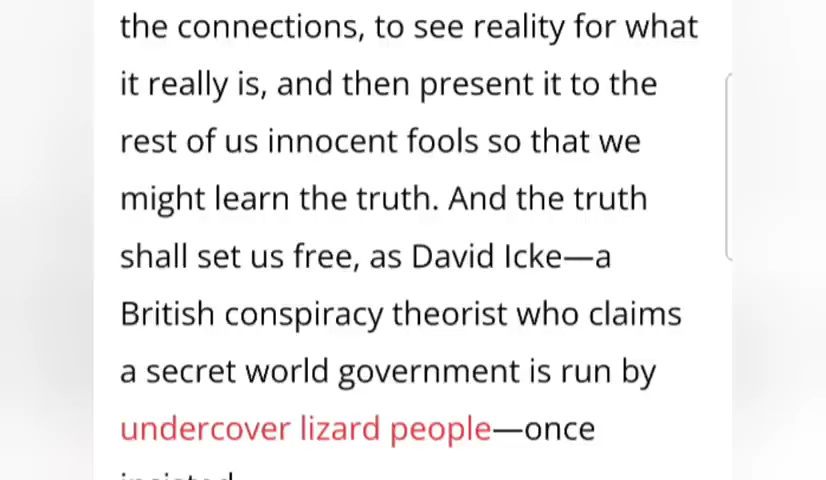 the connections, to see reality for what
it really is, and then present it to the
rest of us innocent fools so that we
might learn the truth. And the truth
shall set us free, as David Icke—a
British conspiracy theorist who claims
a secret world government is run by
undercover lizard people—once